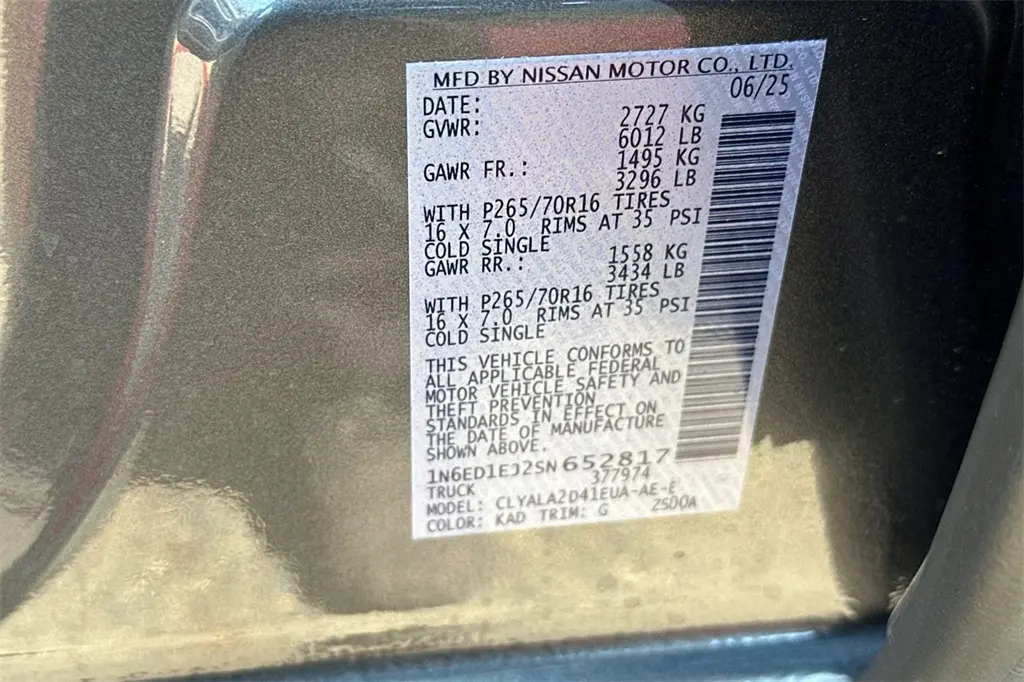 MFD BY NISSAN MOTOR CO., LTD.
DATE: 06/25
GVWR: 2727 KG
6012 LB
GAWR FR.: 1495 KG
3296 LB
WITH P265/70R16 TIRES
16 X 7.0 RIMS AT 35 PSI
COLD SINGLE
GAWR RR.: 1558 KG
3434 LB
WITH P265/70R16 TIRES
16 X 7.0 RIMS AT 35 PSI
COLD SINGLE
THIS VEHICLE CONFORMS TO
ALL APPLICABLE FEDERAL
MOTOR VEHICLE SAFETY AND
THEFT PREVENTION
STANDARDS IN EFFECT ON
THE DATE OF MANUFACTURE
SHOWN ABOVE.
1N6ED1EJ2SN652817
TRUCK 377974
MODEL: CLYALA2D41EUA-AE-E
COLOR: KAD TRIM: G 2SD0A